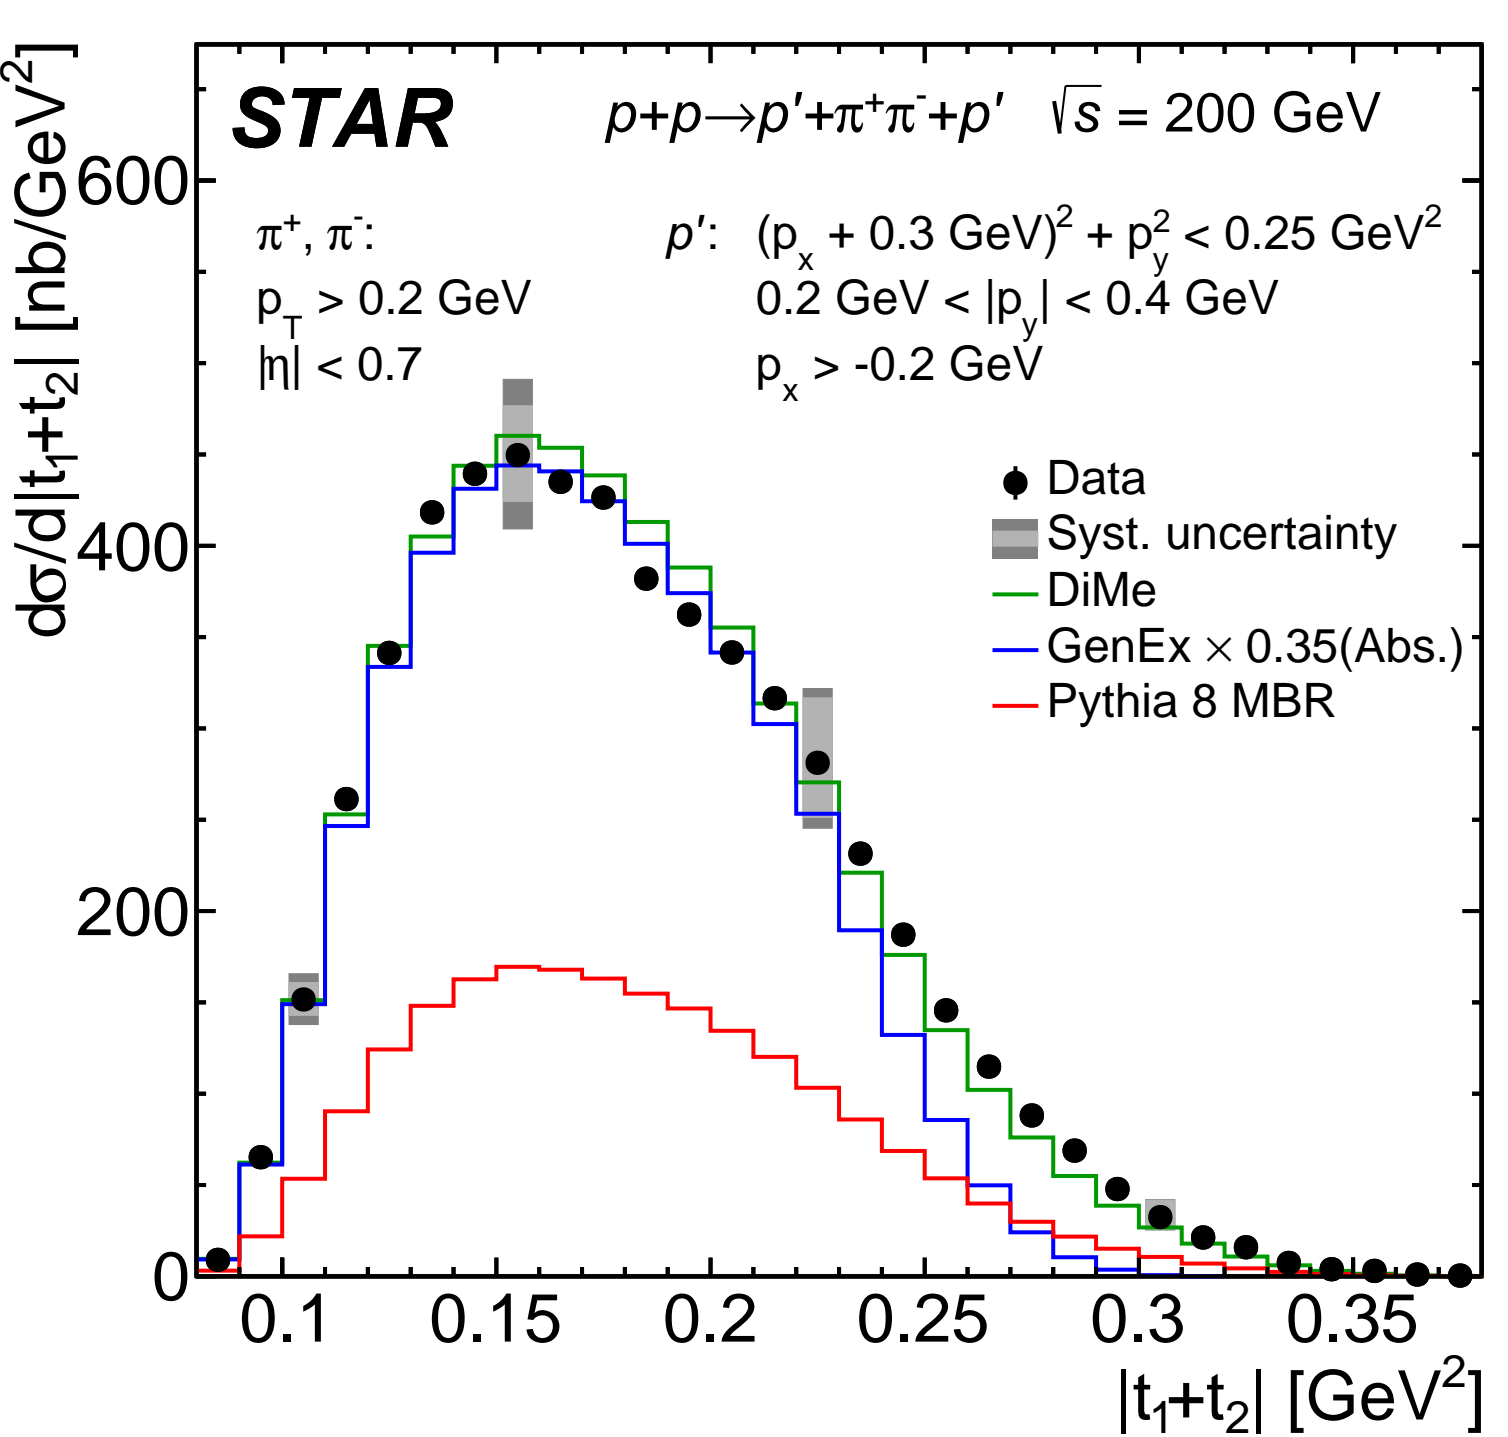 STAR p+p→p′+π⁺π⁻+p′ √s = 200 GeV
π⁺, π⁻: p′: (pₓ + 0.3 GeV)² + p_y² < 0.25 GeV²
p_T > 0.2 GeV 0.2 GeV < |p_y| < 0.4 GeV
|η| < 0.7 pₓ > -0.2 GeV
Data
Syst. uncertainty
DiMe
GenEx × 0.35(Abs.)
Pythia 8 MBR
dσ/d|t₁+t₂| [nb/GeV²]
600
400
200
0
0.1 0.15 0.2 0.25 0.3 0.35
|t₁+t₂| [GeV²]